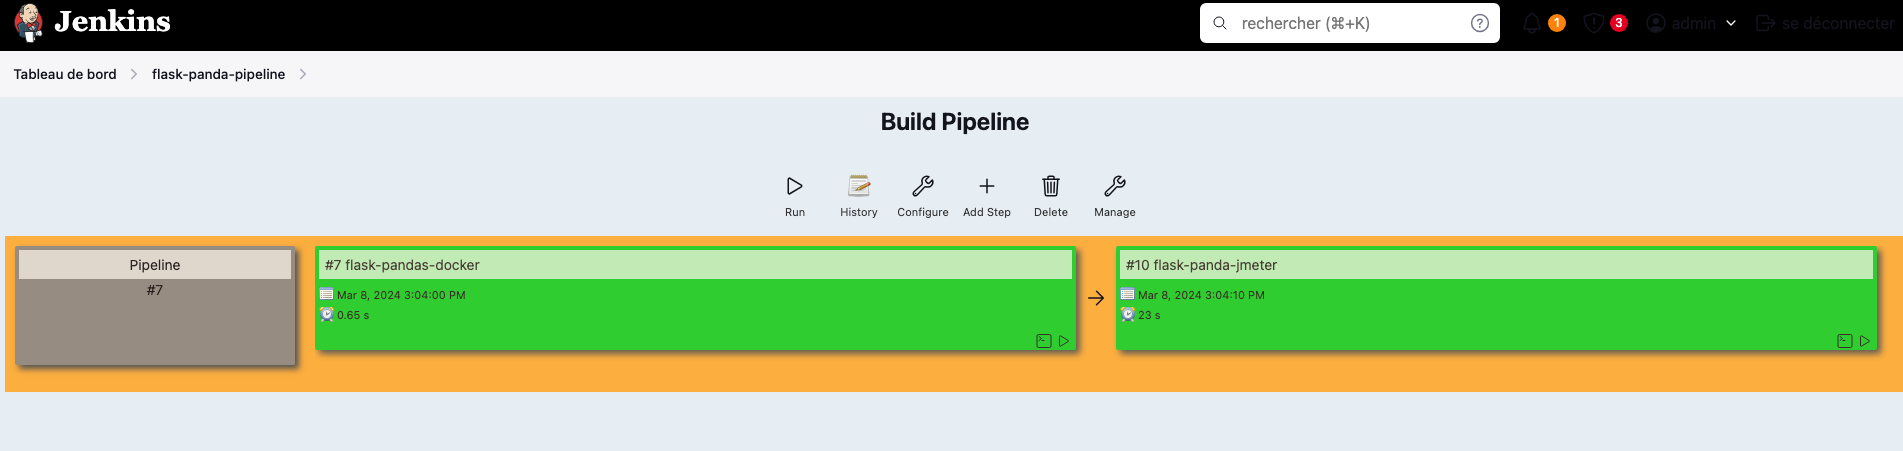 Jenkins
rechercher (⌘+K)
1
3
admin
se déconnecter
Tableau de bord
flask-panda-pipeline
Build Pipeline
Run
History
Configure
Add Step
Delete
Manage
Pipeline
#7
#7 flask-pandas-docker
Mar 8, 2024 3:04:00 PM
0.65 s
#10 flask-panda-jmeter
Mar 8, 2024 3:04:10 PM
23 s